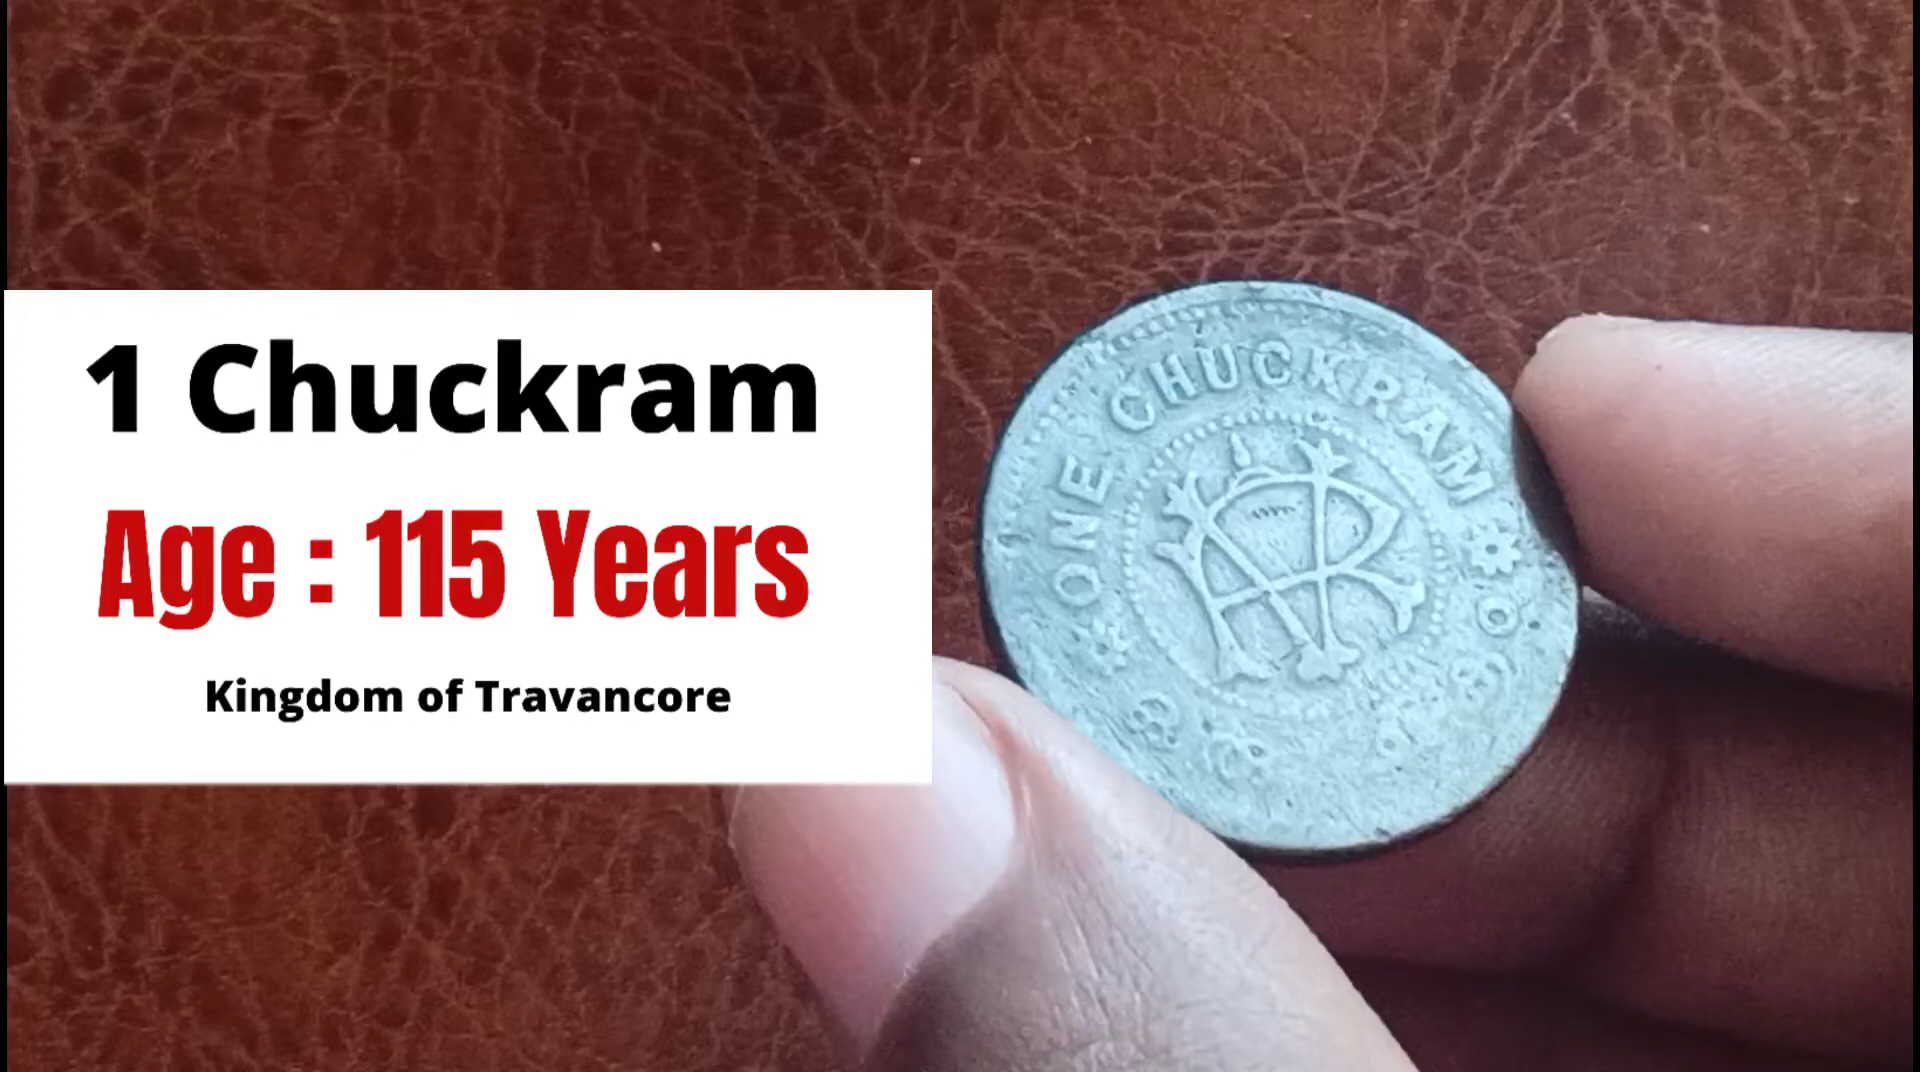 1 Chuckram
Age : 115 Years
Kingdom of Travancore
ONE CHUCKRAM